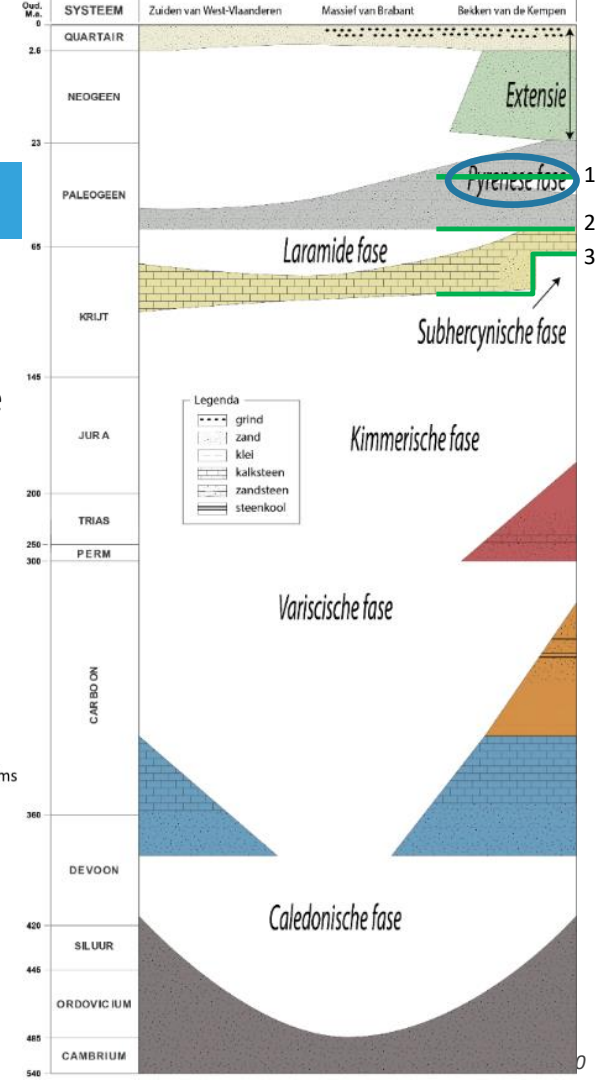 Oud.
M.a.
SYSTEEM
Zuiden van West-Vlaanderen
Massief van Brabant
Bekken van de Kempen
0
QUARTAIR
2.6
NEOGEEN
Extensie
23
1
Pyrenese fase
PALEOGEEN
2
65
Laramide fase
3
KRIJT
Subhercynische fase
145
e
Legenda
grind
zand
klei
kalksteen
zandsteen
steenkool
JURA
Kimmerische fase
200
TRIAS
250
PERM
300
Variscische fase
CARBOON
ms
360
DEVOON
Caledonische fase
420
SILUUR
445
ORDOVICIUM
485
CAMBRIUM
0
540